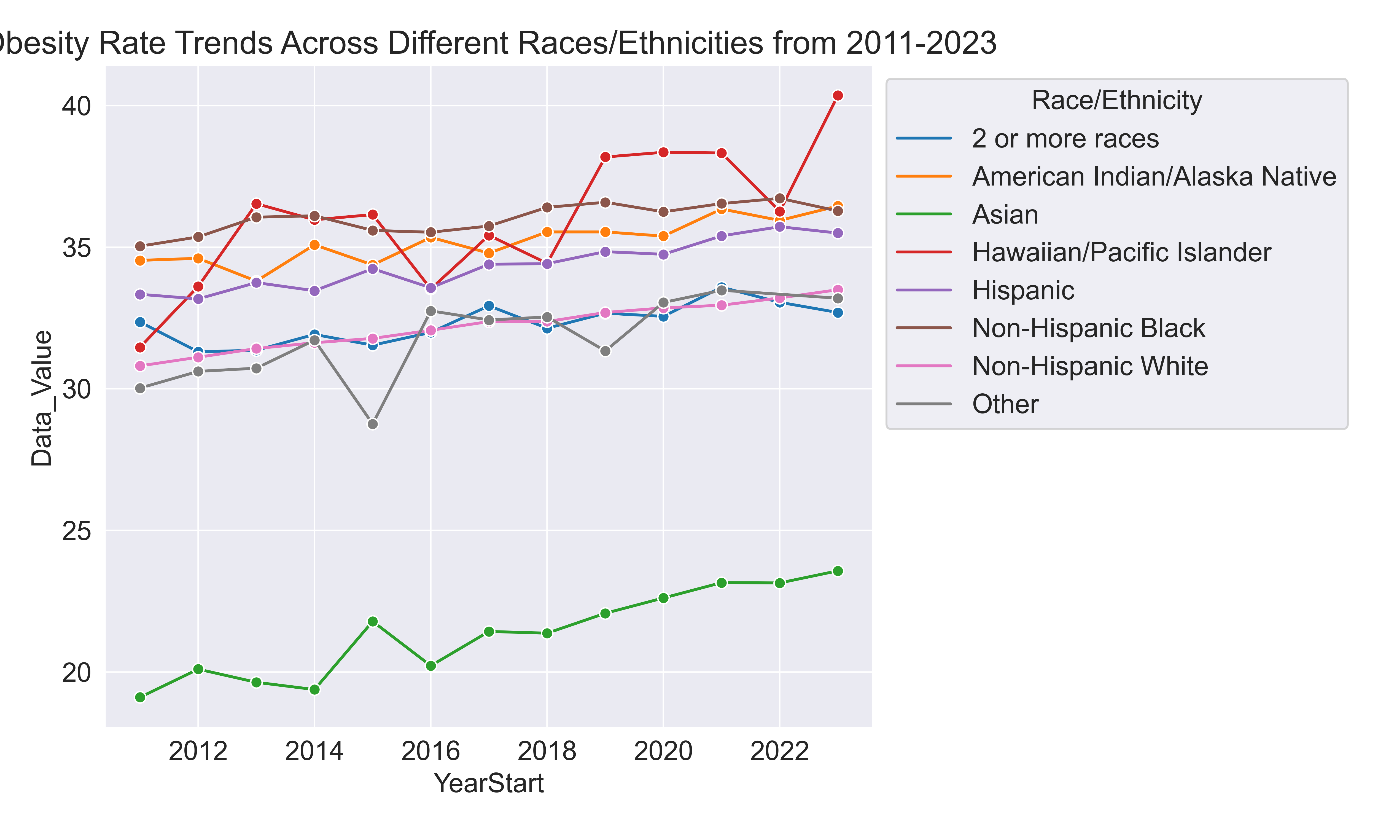 Obesity Rate Trends Across Different Races/Ethnicities from 2011-2023
Race/Ethnicity
2 or more races
American Indian/Alaska Native
Asian
Hawaiian/Pacific Islander
Hispanic
Non-Hispanic Black
Non-Hispanic White
Other
Data_Value
40
35
30
25
20
2012 2014 2016 2018 2020 2022
YearStart